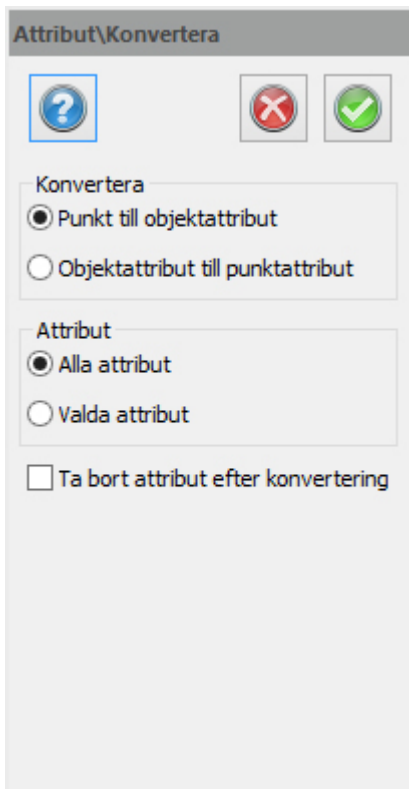 Attribut\Konvertera
Konvertera
Punkt till objektattribut
Objektattribut till punktattribut
Attribut
Alla attribut
Valda attribut
Ta bort attribut efter konvertering